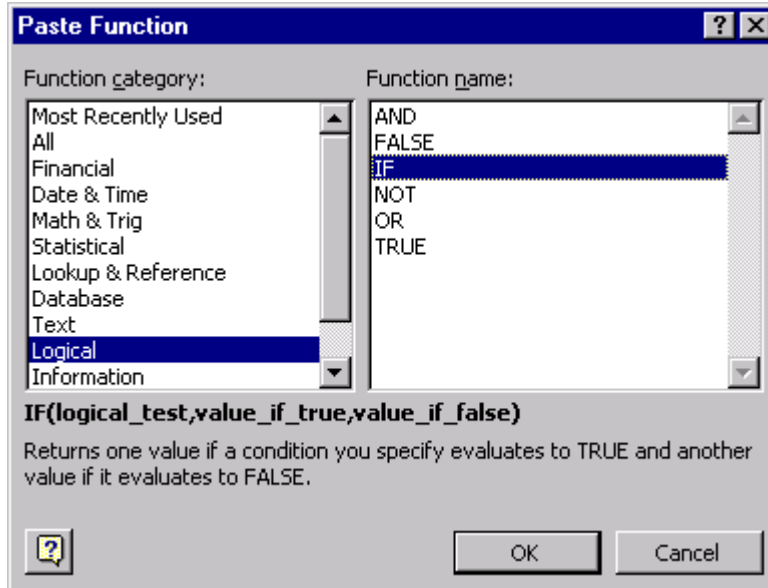 Paste Function
Function category:
Function name:
Most Recently Used
All
Financial
Date & Time
Math & Trig
Statistical
Lookup & Reference
Database
Text
Logical
Information
AND
FALSE
IF
NOT
OR
TRUE
IF(logical_test,value_if_true,value_if_false)
Returns one value if a condition you specify evaluates to TRUE and another
value if it evaluates to FALSE.
OK
Cancel